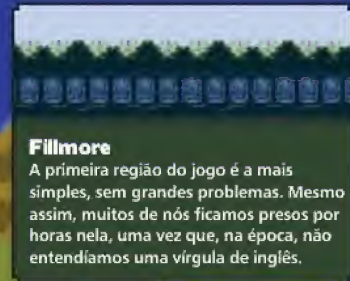 Fillmore
A primeira região do jogo é a mais
simples, sem grandes problemas. Mesmo
assim, muitos de nós ficamos presos por
horas nela, uma vez que, na época, não
entendíamos uma vírgula de inglês.